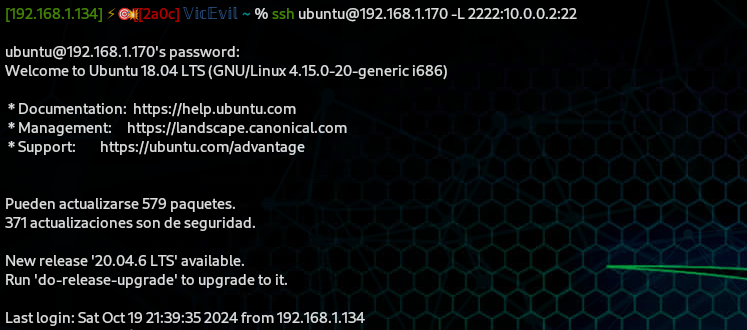 [192.168.1.134] ⚡🎯[[2a0c] 𝕍𝕚𝕔𝔼𝕧𝕚𝕝 ~ % ssh ubuntu@192.168.1.170 -L 2222:10.0.0.2:22
ubuntu@192.168.1.170's password:
Welcome to Ubuntu 18.04 LTS (GNU/Linux 4.15.0-20-generic i686)
* Documentation: https://help.ubuntu.com
* Management: https://landscape.canonical.com
* Support: https://ubuntu.com/advantage
Pueden actualizarse 579 paquetes.
371 actualizaciones son de seguridad.
New release '20.04.6 LTS' available.
Run 'do-release-upgrade' to upgrade to it.
Last login: Sat Oct 19 21:39:35 2024 from 192.168.1.134